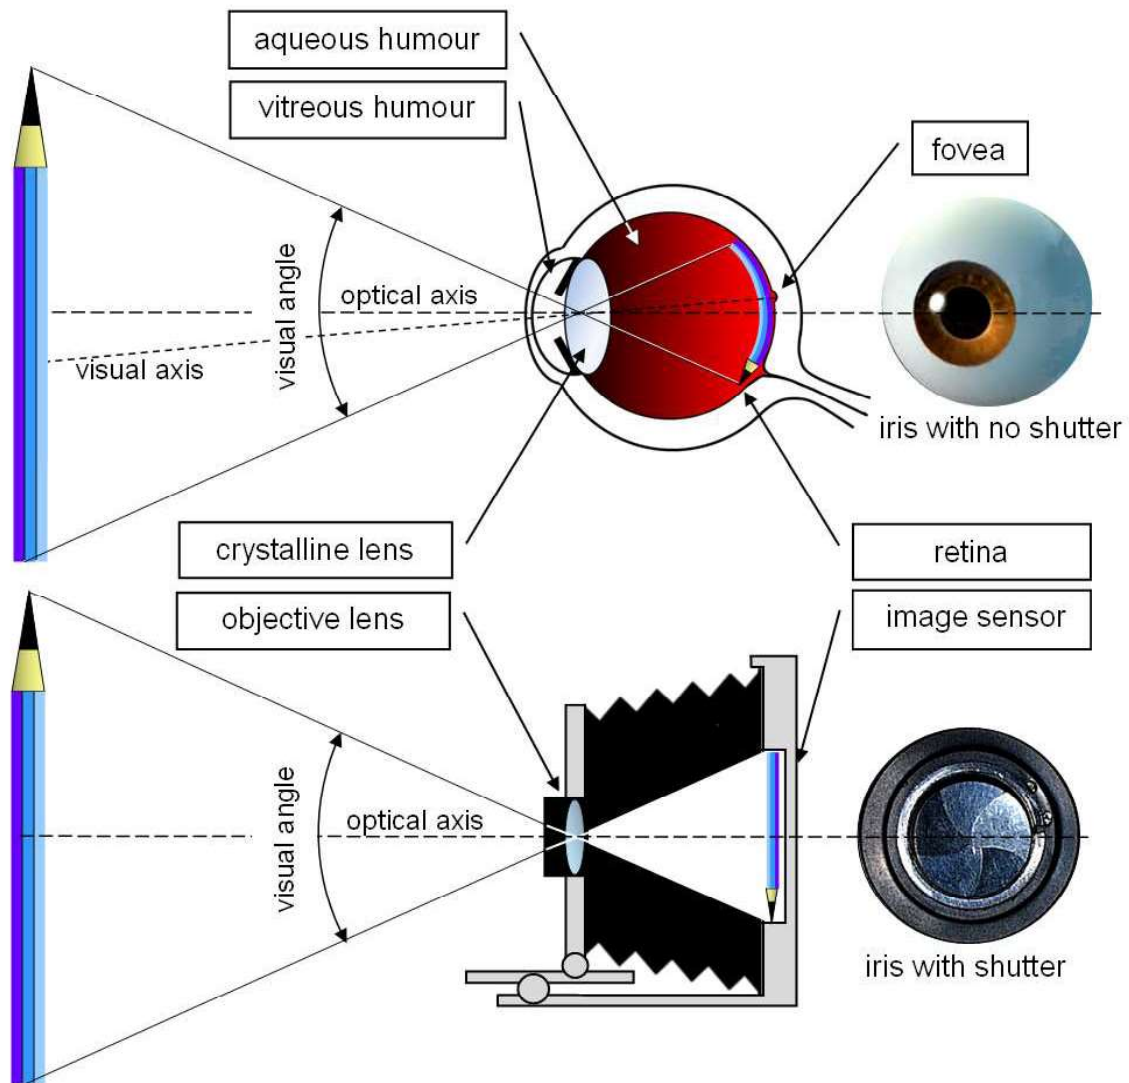 aqueous humour
vitreous humour
fovea
visual angle
optical axis
visual axis
iris with no shutter
crystalline lens
retina
objective lens
image sensor
visual angle
optical axis
iris with shutter